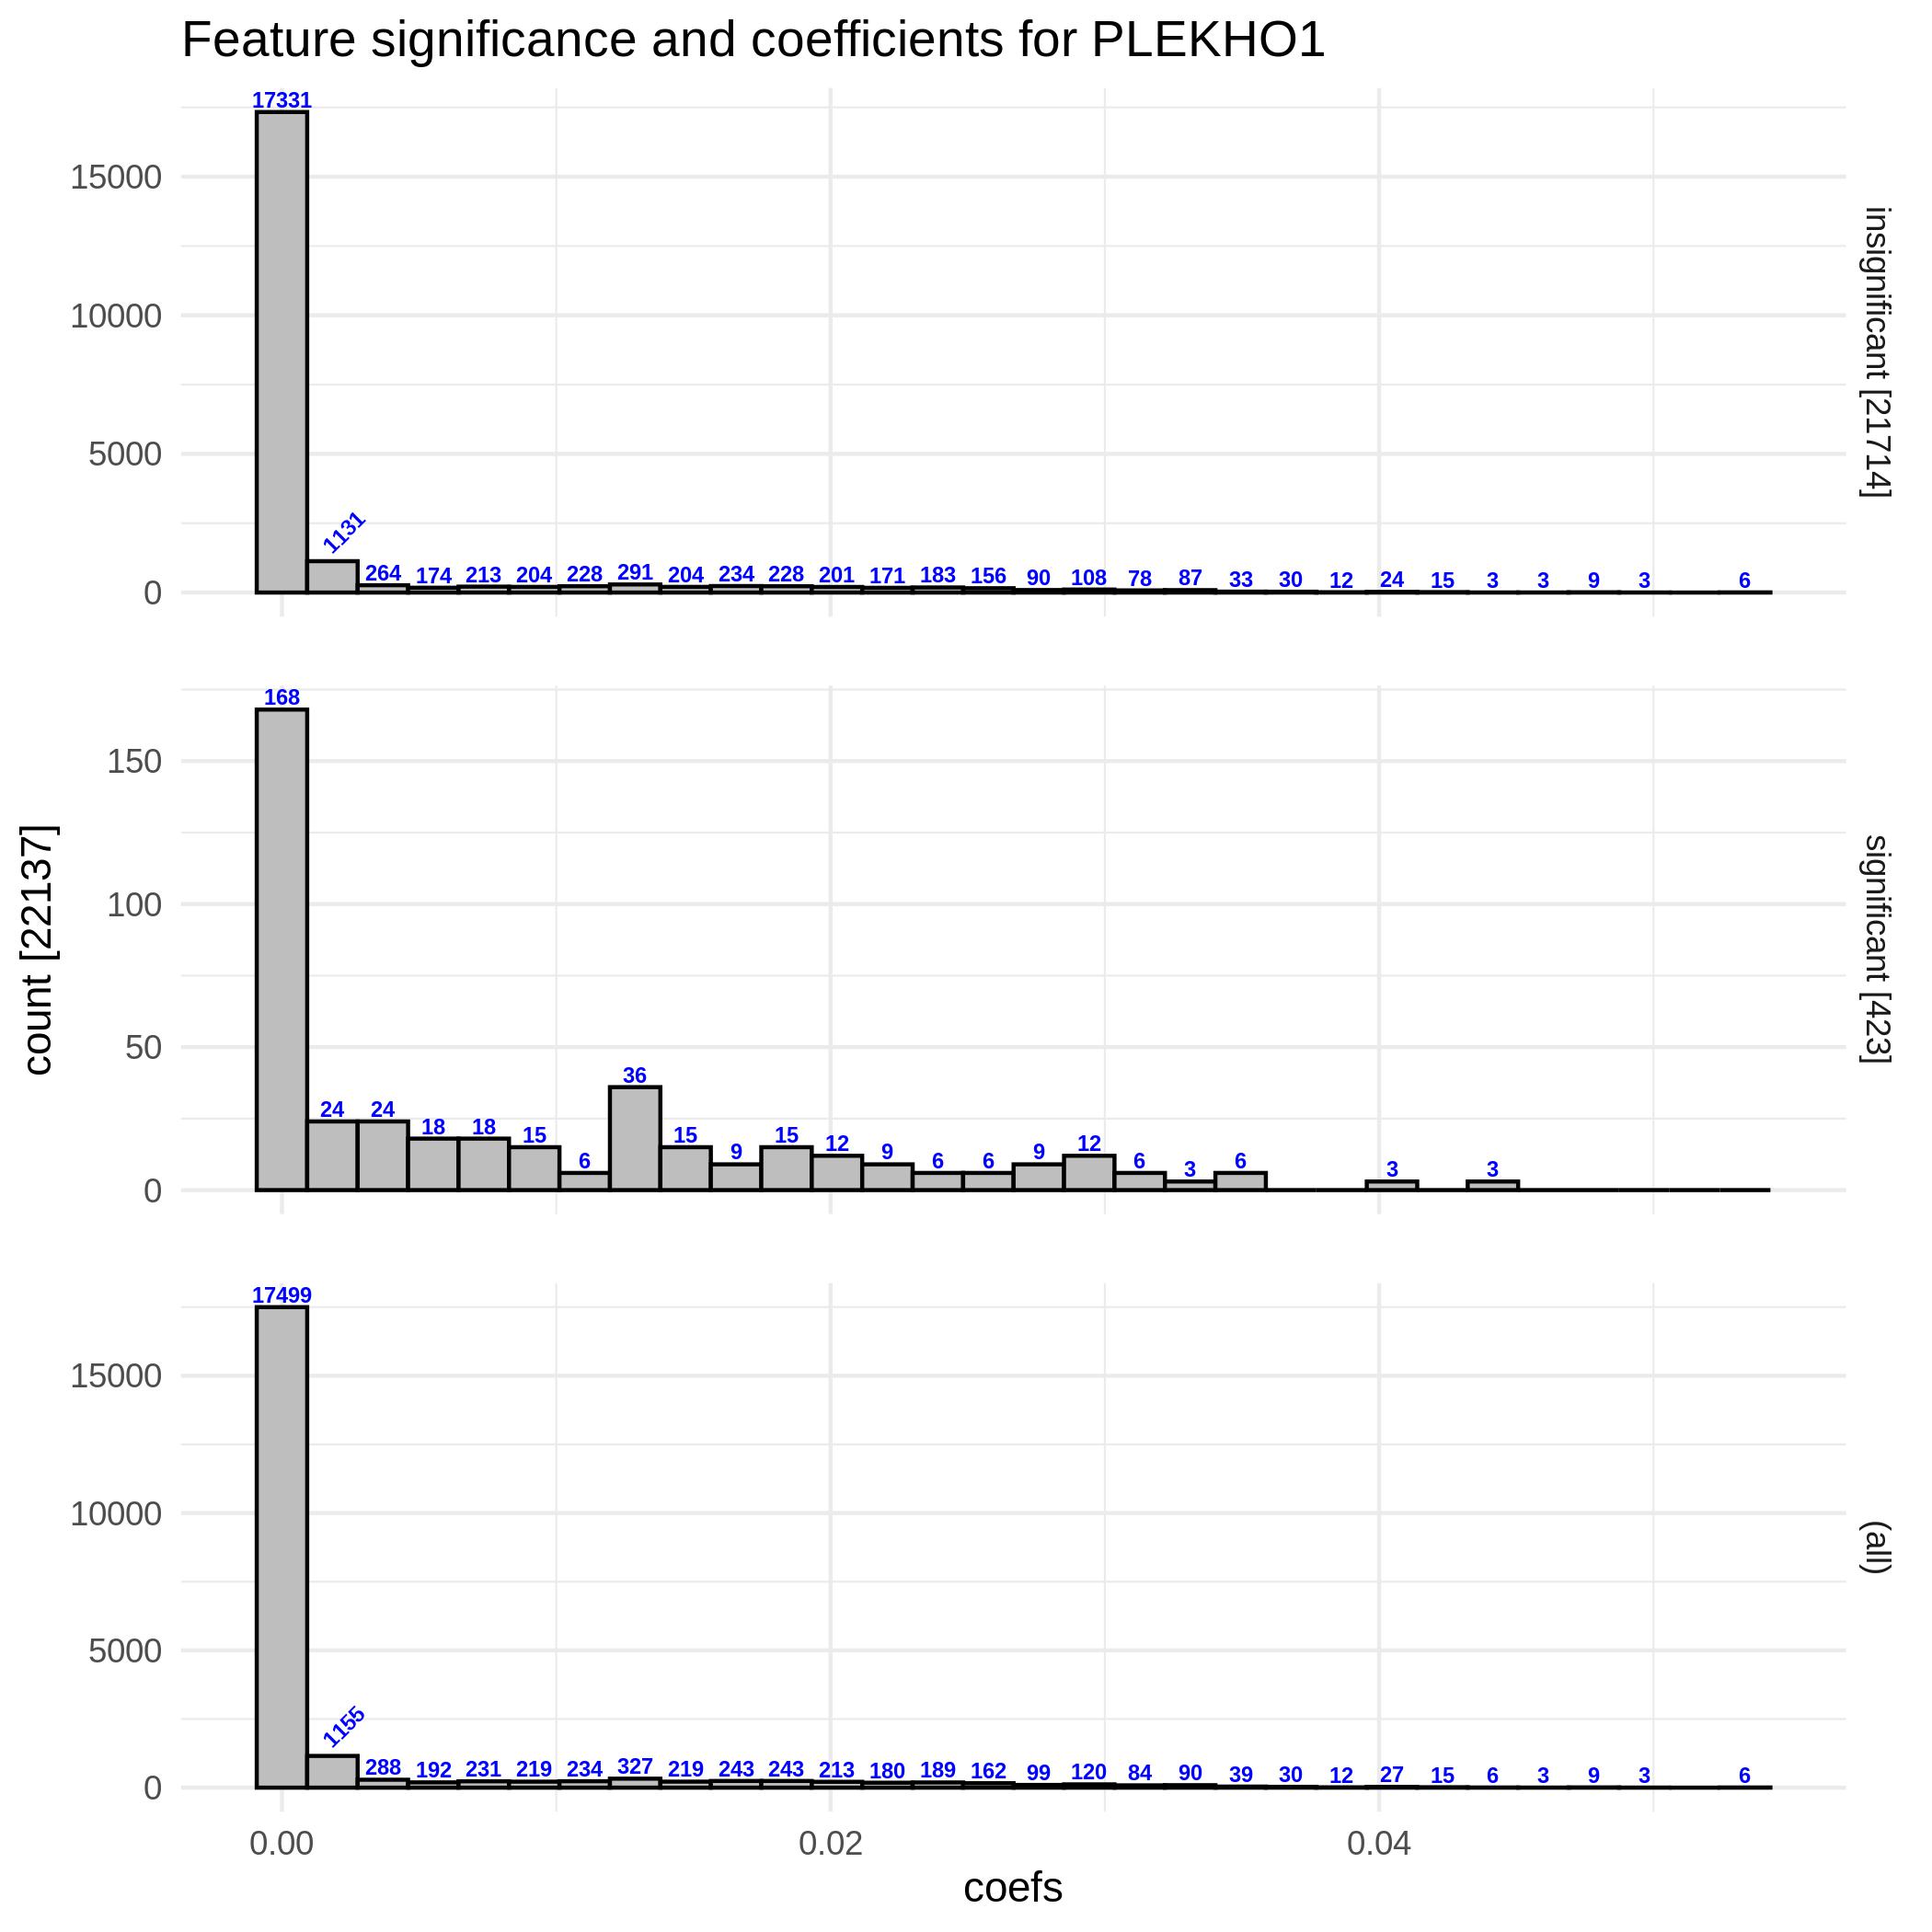 Feature significance and coefficients for PLEKHO1
count [22137]
17331
15000
10000
5000
0
1131
264 174 213 204 228 291 204 234 228 201 171 183 156 90 108 78 87 33 30 12 24 15 3 3 9 3 6
insignificant [21714]
168
150
100
50
0
24 24 18 18 15 6 36 15 9 15 12 9 6 6 9 12 6 3 6 3 3
significant [423]
17499
15000
10000
5000
0
1155
288 192 231 219 234 327 219 243 243 213 180 189 162 99 120 84 90 39 30 12 27 15 6 3 9 3 6
(all)
0.00 0.02 0.04
coefs